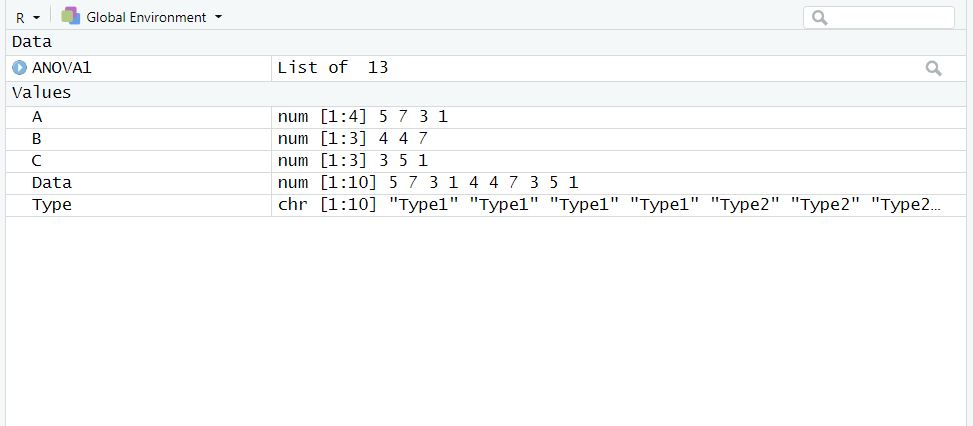 R Global Environment
Data
ANOVA1 List of  13
Values
A num [1:4] 5 7 3 1
B num [1:3] 4 4 7
C num [1:3] 3 5 1
Data num [1:10] 5 7 3 1 4 4 7 3 5 1
Type chr [1:10] "Type1" "Type1" "Type1" "Type1" "Type2" "Type2" "Type2…